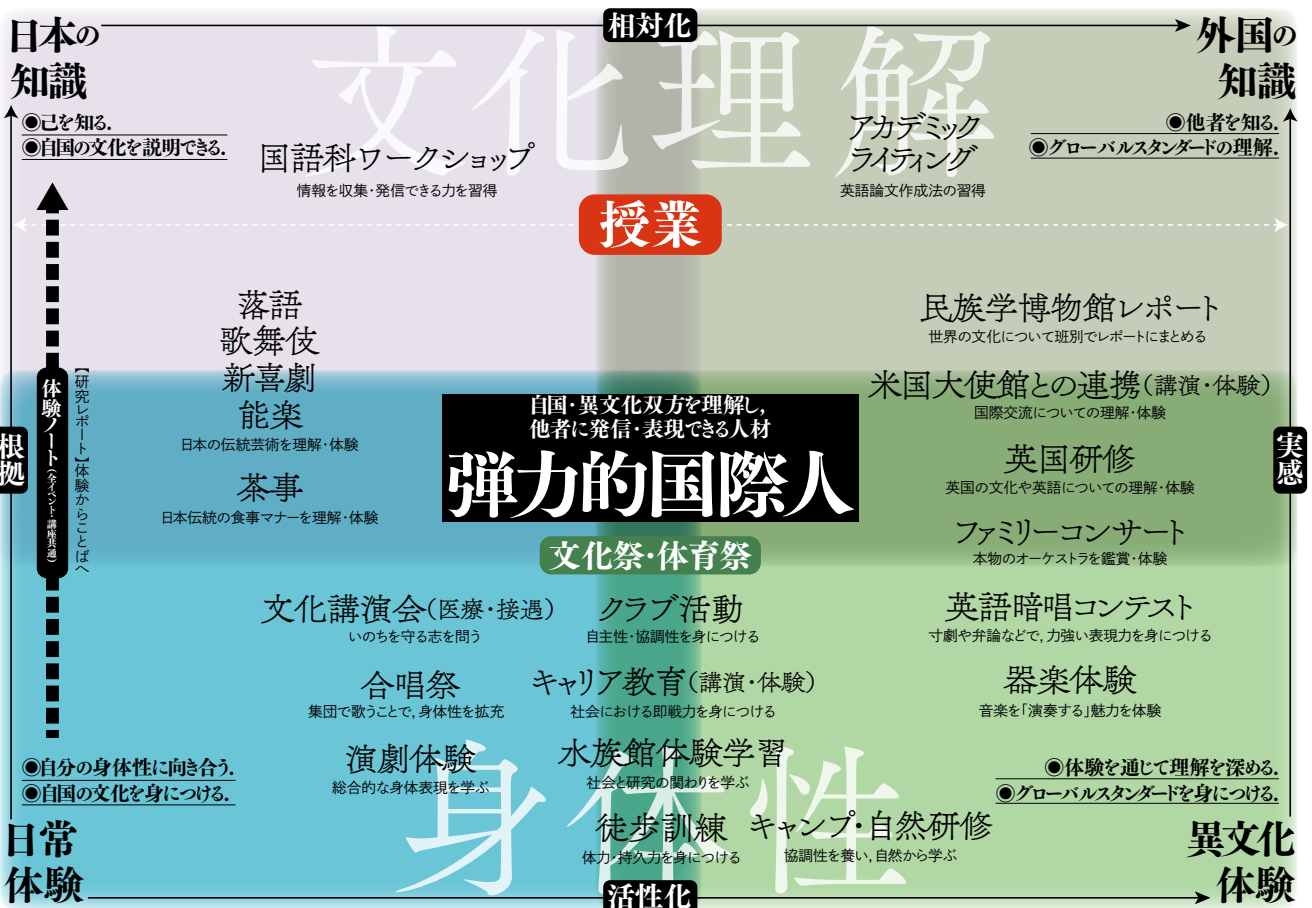 日本の
知識
相対化
外国の
知識
文化理解
●己を知る.
●自国の文化を説明できる.
●他者を知る.
●グローバルスタンダードの理解.
国語科ワークショップ
情報を収集・発信できる力を習得
アカデミック
ライティング
英語論文作成法の習得
授業
落語
歌舞伎
新喜劇
能楽
日本の伝統芸術を理解・体験
茶事
日本伝統の食事マナーを理解・体験
民族学博物館レポート
世界の文化について班別でレポートにまとめる
米国大使館との連携(講演・体験)
国際交流についての理解・体験
英国研修
英国の文化や英語についての理解・体験
ファミリーコンサート
本物のオーケストラを鑑賞・体験
根拠
体験ノート(全イベント・講座共通)
【研究レポート】体験からことばへ
実感
自国・異文化双方を理解し,
他者に発信・表現できる人材
弾力的国際人
文化祭・体育祭
文化講演会(医療・接遇)
いのちを守る志を問う
クラブ活動
自主性・協調性を身につける
英語暗唱コンテスト
寸劇や弁論などで,力強い表現力を身につける
合唱祭
集団で歌うことで,身体性を拡充
キャリア教育(講演・体験)
社会における即戦力を身につける
器楽体験
音楽を「演奏する」魅力を体験
演劇体験
総合的な身体表現を学ぶ
水族館体験学習
社会と研究の関わりを学ぶ
徒歩訓練
体力・持久力を身につける
キャンプ・自然研修
協調性を養い,自然から学ぶ
身体性
●自分の身体性に向き合う.
●自国の文化を身につける.
●体験を通じて理解を深める.
●グローバルスタンダードを身につける.
日常
体験
活性化
異文化
体験